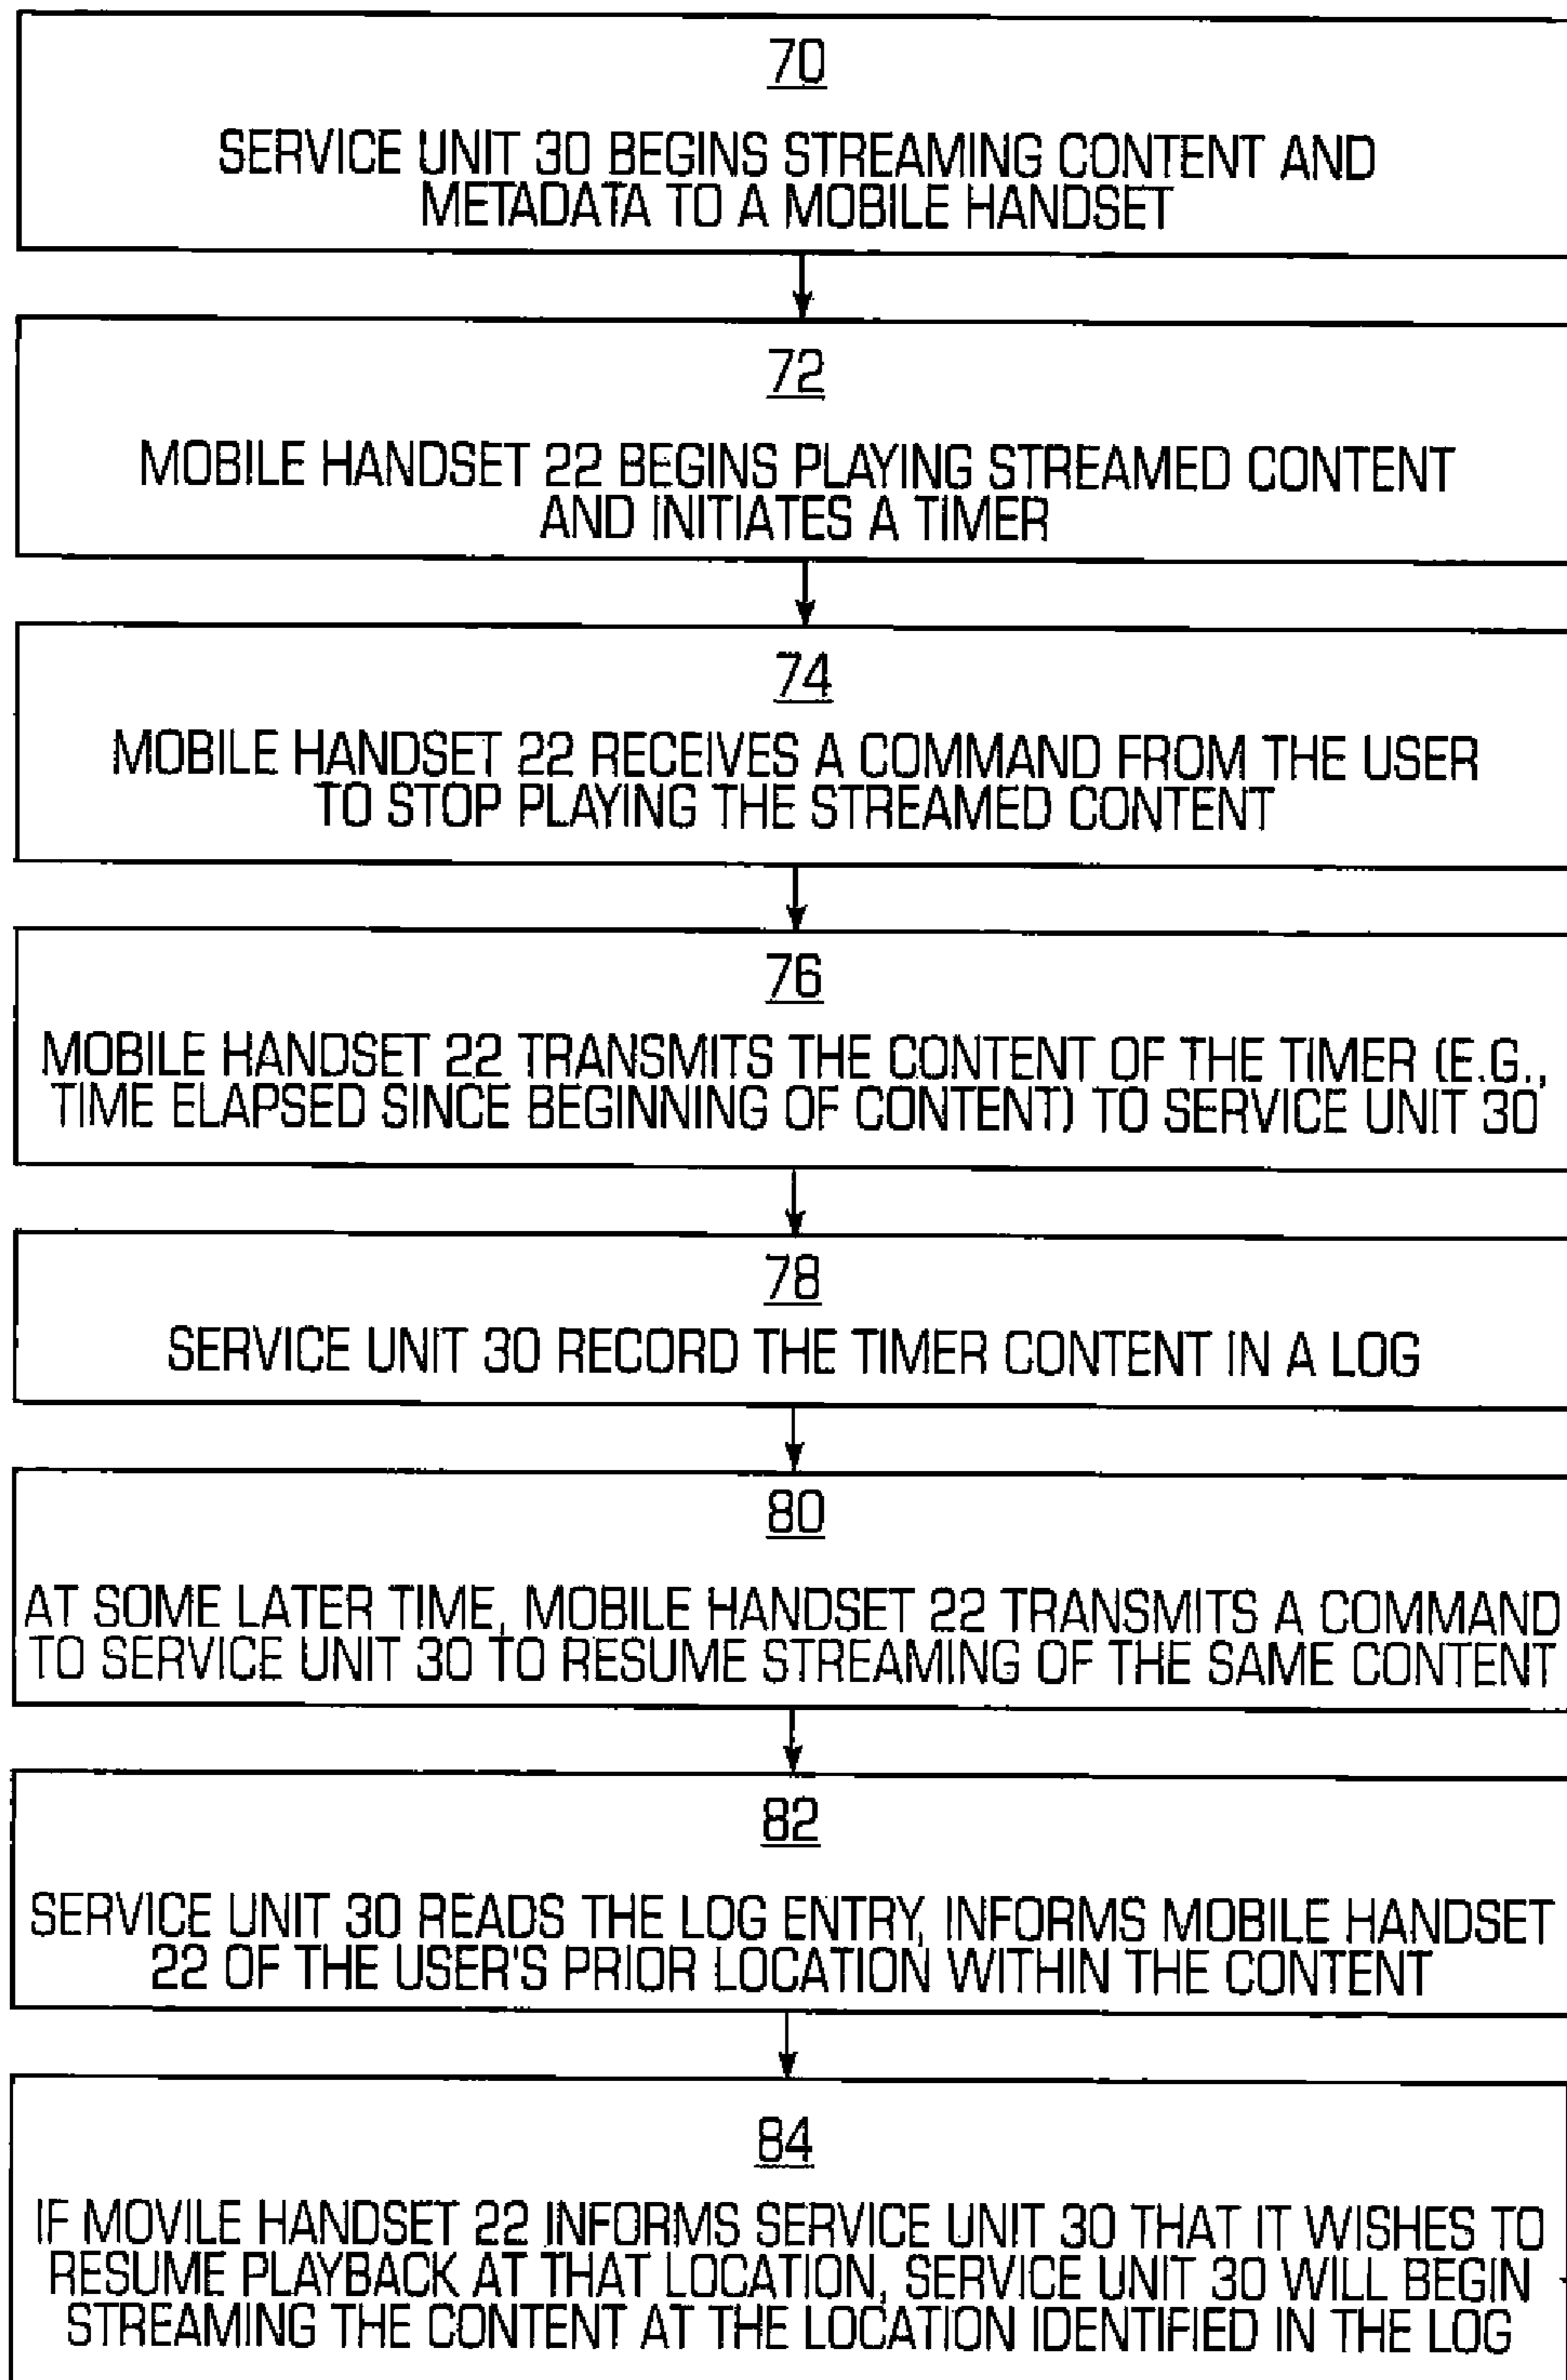 70
SERVICE UNIT 30 BEGINS STREAMING CONTENT AND
METADATA TO A MOBILE HANDSET
72
MOBILE HANDSET 22 BEGINS PLAYING STREAMED CONTENT
AND INITIATES A TIMER
74
MOBILE HANDSET 22 RECEIVES A COMMAND FROM THE USER
TO STOP PLAYING THE STREAMED CONTENT
76
MOBILE HANDSET 22 TRANSMITS THE CONTENT OF THE TIMER (E.G.,
TIME ELAPSED SINCE BEGINNING OF CONTENT) TO SERVICE UNIT 30
78
SERVICE UNIT 30 RECORD THE TIMER CONTENT IN A LOG
80
AT SOME LATER TIME, MOBILE HANDSET 22 TRANSMITS A COMMAND
TO SERVICE UNIT 30 TO RESUME STREAMING OF THE SAME CONTENT
82
SERVICE UNIT 30 READS THE LOG ENTRY, INFORMS MOBILE HANDSET
22 OF THE USER'S PRIOR LOCATION WITHIN THE CONTENT
84
IF MOVILE HANDSET 22 INFORMS SERVICE UNIT 30 THAT IT WISHES TO
RESUME PLAYBACK AT THAT LOCATION, SERVICE UNIT 30 WILL BEGIN
STREAMING THE CONTENT AT THE LOCATION IDENTIFIED IN THE LOG